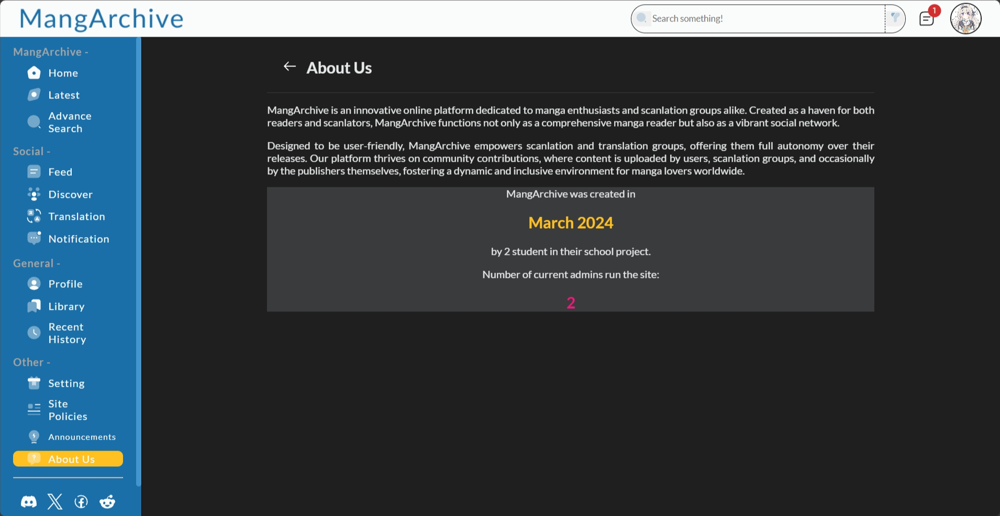 MangArchive
Search something!
1
MangArchive -
Home
Latest
Advance
Search
Social -
Feed
Discover
Translation
Notification
General -
Profile
Library
Recent
History
Other -
Setting
Site
Policies
Announcements
About Us
About Us
MangArchive is an innovative online platform dedicated to manga enthusiasts and scanlation groups alike. Created as a haven for both
readers and scanlators, MangArchive functions not only as a comprehensive manga reader but also as a vibrant social network.
Designed to be user-friendly, MangArchive empowers scanlation and translation groups, offering them full autonomy over their
releases. Our platform thrives on community contributions, where content is uploaded by users, scanlation groups, and occasionally
by the publishers themselves, fostering a dynamic and inclusive environment for manga lovers worldwide.
MangArchive was created in
March 2024
by 2 student in their school project.
Number of current admins run the site:
2